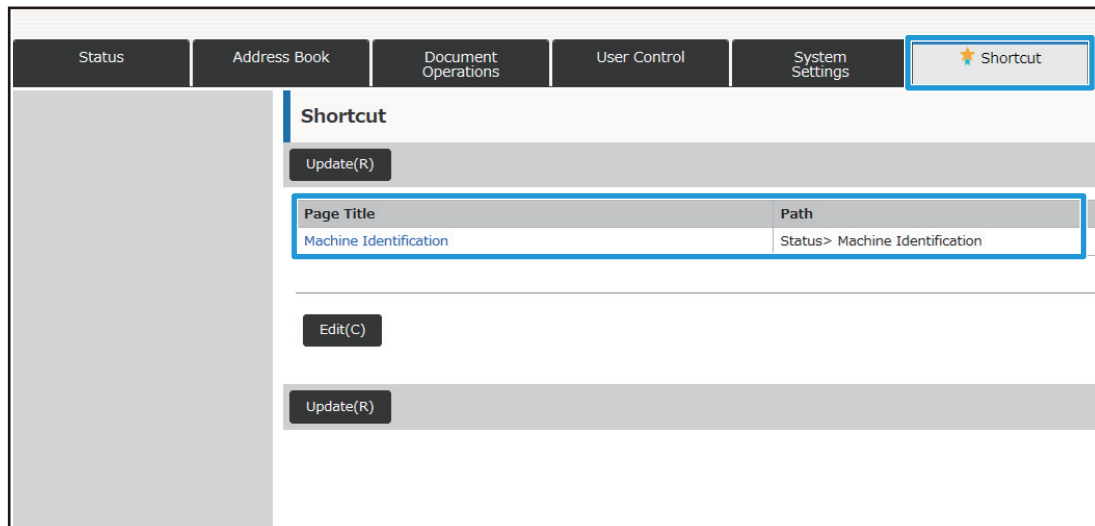 Status
Address Book
Document
Operations
User Control
System
Settings
Shortcut
Shortcut
Update(R)
Page Title Path
Machine Identification Status> Machine Identification
Edit(C)
Update(R)